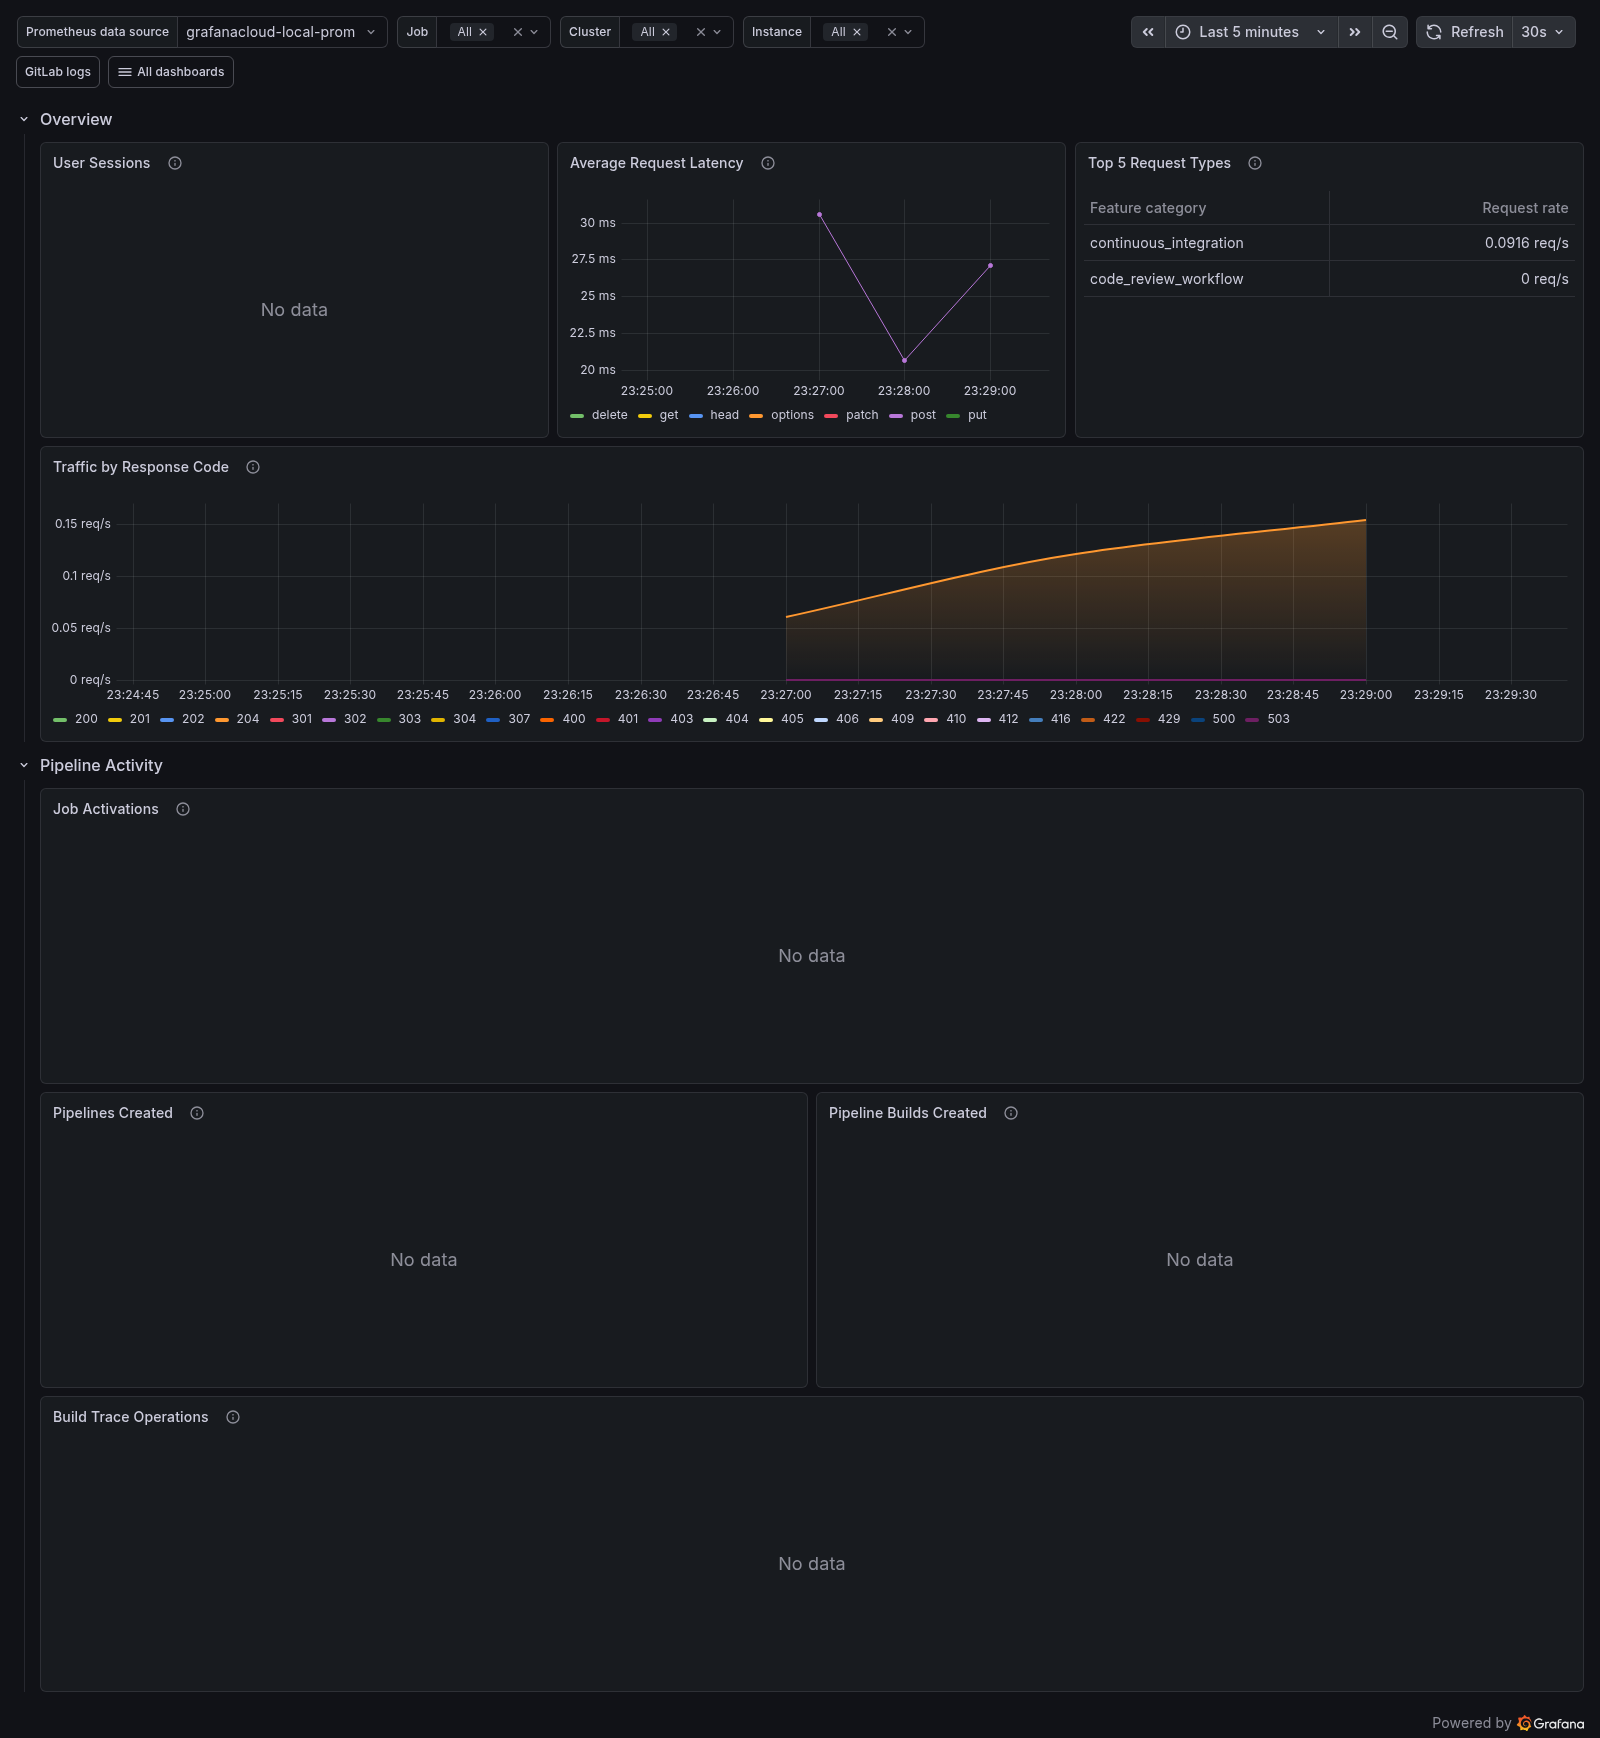 Prometheus data source grafanacloud-local-prom Job All Cluster All Instance All Last 5 minutes Refresh 30s
GitLab logs All dashboards
Overview
User Sessions
No data
Average Request Latency
30 ms
27.5 ms
25 ms
22.5 ms
20 ms
23:25:00 23:26:00 23:27:00 23:28:00 23:29:00
delete get head options patch post put
Top 5 Request Types
Feature category Request rate
continuous_integration 0.0916 req/s
code_review_workflow 0 req/s
Traffic by Response Code
0.15 req/s
0.1 req/s
0.05 req/s
0 req/s
23:24:45 23:25:00 23:25:15 23:25:30 23:25:45 23:26:00 23:26:15 23:26:30 23:26:45 23:27:00 23:27:15 23:27:30 23:27:45 23:28:00 23:28:15 23:28:30 23:28:45 23:29:00 23:29:15 23:29:30
200 201 202 204 301 302 303 304 307 400 401 403 404 405 406 409 410 412 416 422 429 500 503
Pipeline Activity
Job Activations
No data
Pipelines Created
No data
Pipeline Builds Created
No data
Build Trace Operations
No data
Powered by Grafana